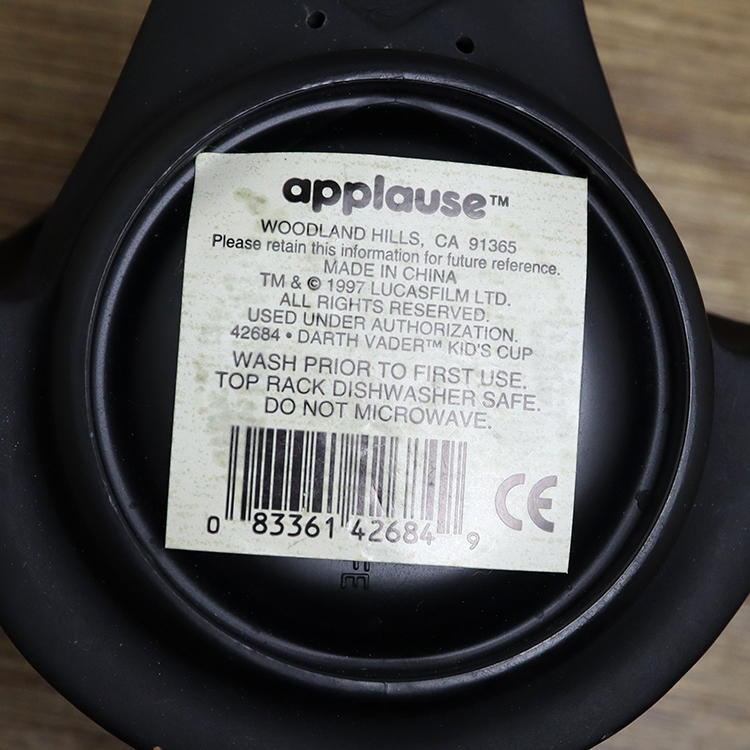 applause™
WOODLAND HILLS, CA 91365
Please retain this information for future reference.
MADE IN CHINA
TM & © 1997 LUCASFILM LTD.
ALL RIGHTS RESERVED.
USED UNDER AUTHORIZATION.
42684 • DARTH VADER™ KID'S CUP
WASH PRIOR TO FIRST USE.
TOP RACK DISHWASHER SAFE.
DO NOT MICROWAVE.
0 83361 42684 9
CE